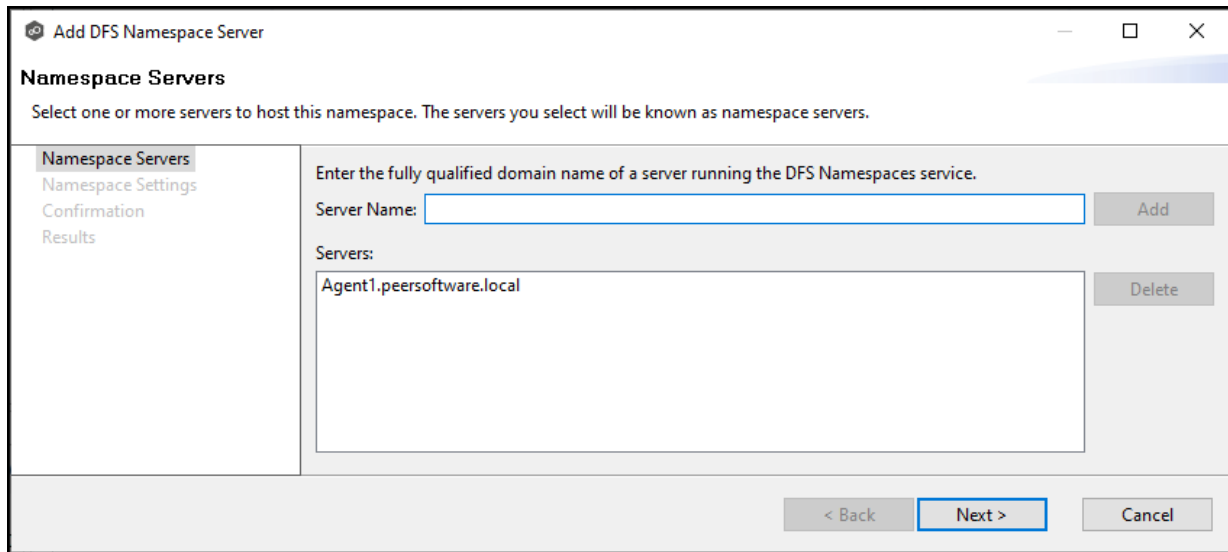 Add DFS Namespace Server
Namespace Servers
Select one or more servers to host this namespace. The servers you select will be known as namespace servers.
Namespace Servers
Namespace Settings
Confirmation
Results
Enter the fully qualified domain name of a server running the DFS Namespaces service.
Server Name:
Add
Servers:
Agent1.peersoftware.local
Delete
< Back
Next >
Cancel